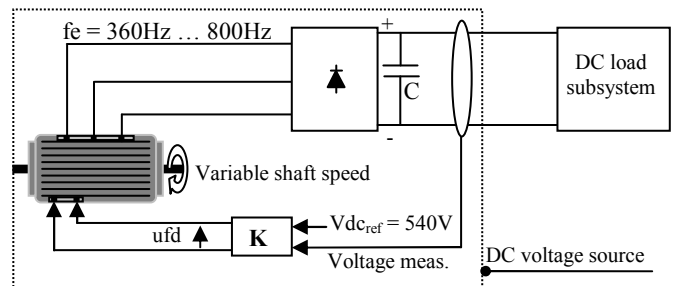 fe = 360Hz … 800Hz
+
C
-
DC load
subsystem
Variable shaft speed
ufd
K
Vdcref = 540V
Voltage meas.
DC voltage source